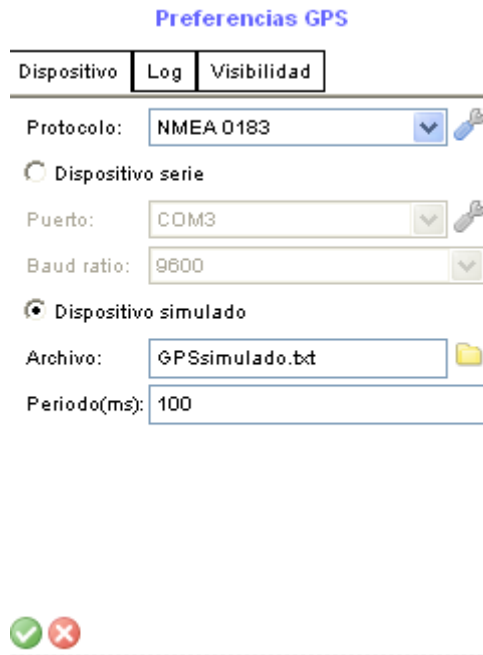 Preferencias GPS
Dispositivo Log Visibilidad
Protocolo: NMEA 0183
Dispositivo serie
Puerto: COM3
Baud ratio: 9600
Dispositivo simulado
Archivo: GPSsimulado.txt
Periodo(ms): 100